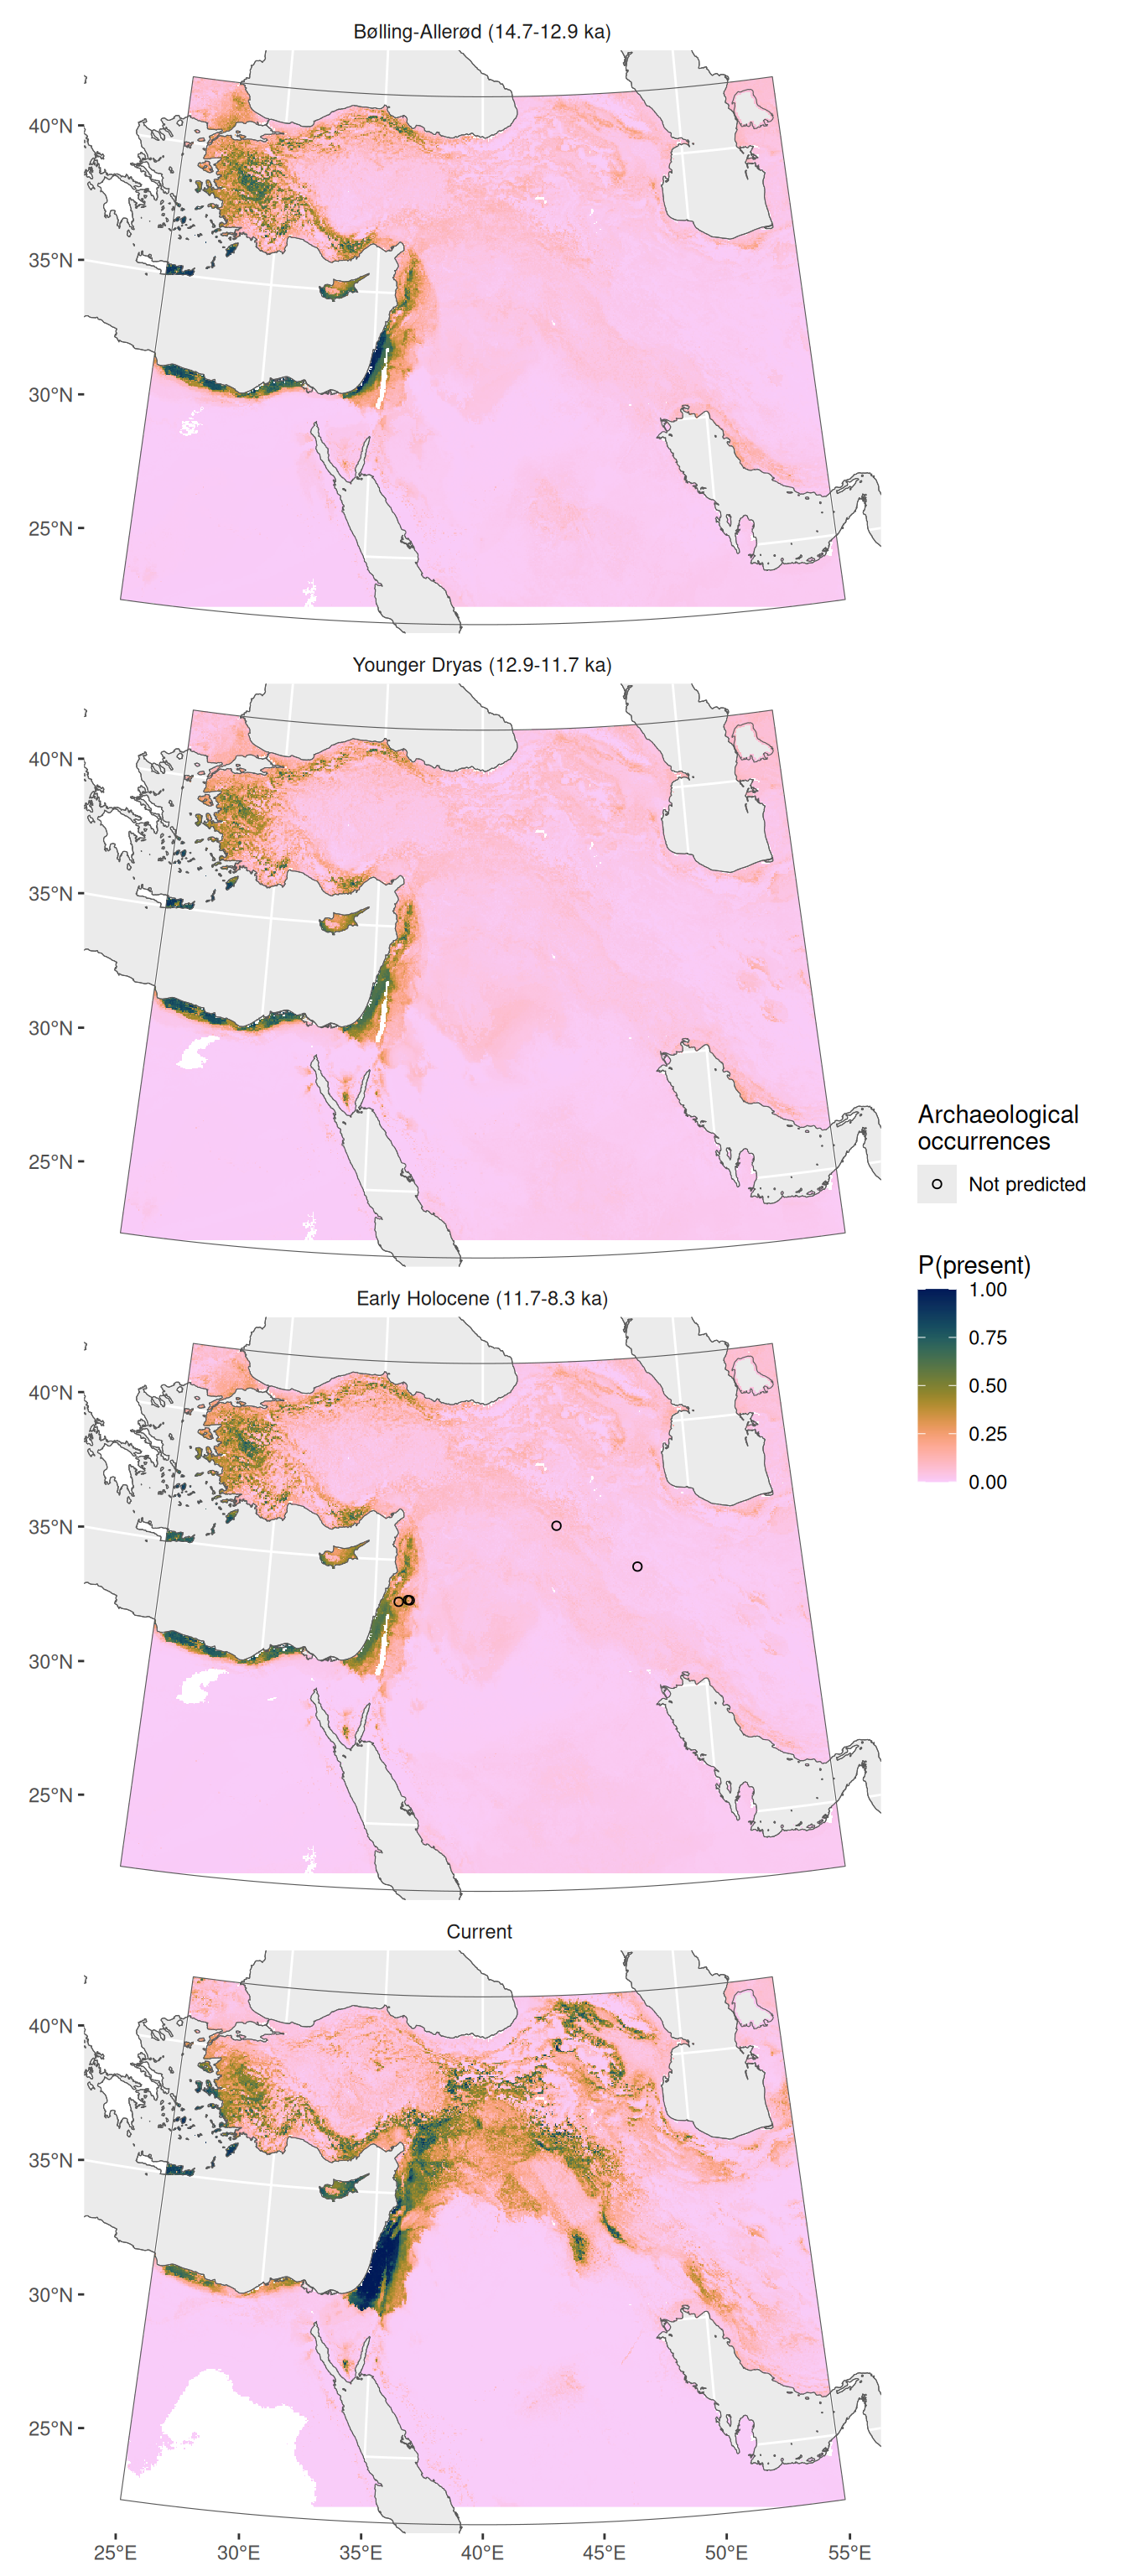 Bølling-Allerød (14.7-12.9 ka)
40°N
35°N
30°N
25°N
Younger Dryas (12.9-11.7 ka)
40°N
35°N
30°N
25°N
Archaeological
occurrences
Not predicted
P(present)
1.00
0.75
0.50
0.25
0.00
Early Holocene (11.7-8.3 ka)
40°N
35°N
30°N
25°N
Current
40°N
35°N
30°N
25°N
25°E 30°E 35°E 40°E 45°E 50°E 55°E